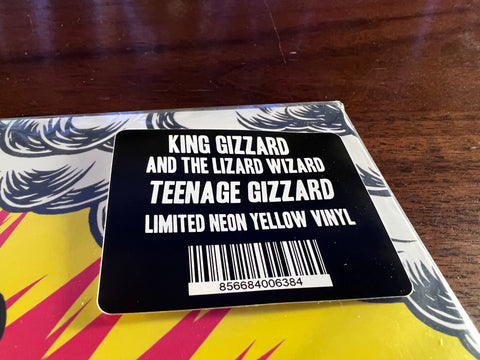 KING GIZZARD
AND THE LIZARD WIZARD
TEENAGE GIZZARD
LIMITED NEON YELLOW VINYL
856684006384